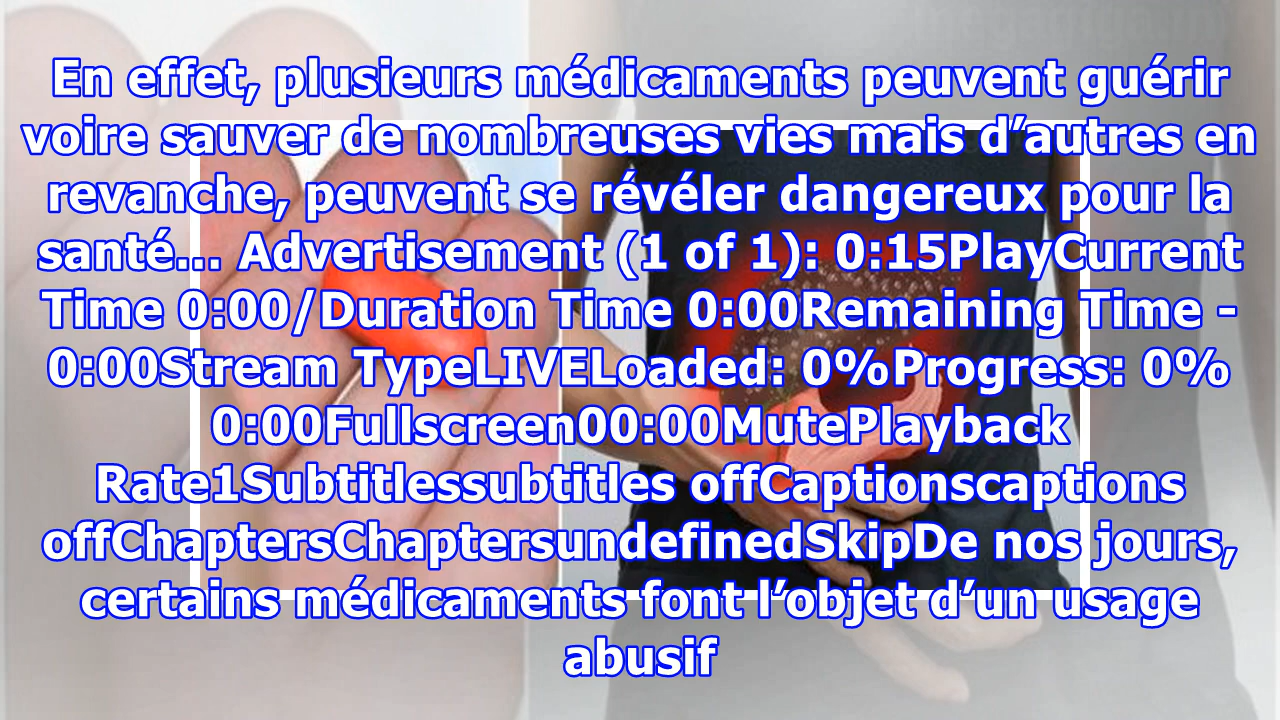 En effet, plusieurs médicaments peuvent guérir
voire sauver de nombreuses vies mais d’autres en
revanche, peuvent se révéler dangereux pour la
santé... Advertisement (1 of 1): 0:15PlayCurrent
Time 0:00/Duration Time 0:00Remaining Time -
0:00Stream TypeLIVELoaded: 0%Progress: 0%
0:00Fullscreen00:00MutePlayback
Rate1Subtitlessubtitles offCaptionscaptions
offChaptersChaptersundefinedSkipDe nos jours,
certains médicaments font l’objet d’un usage
abusif